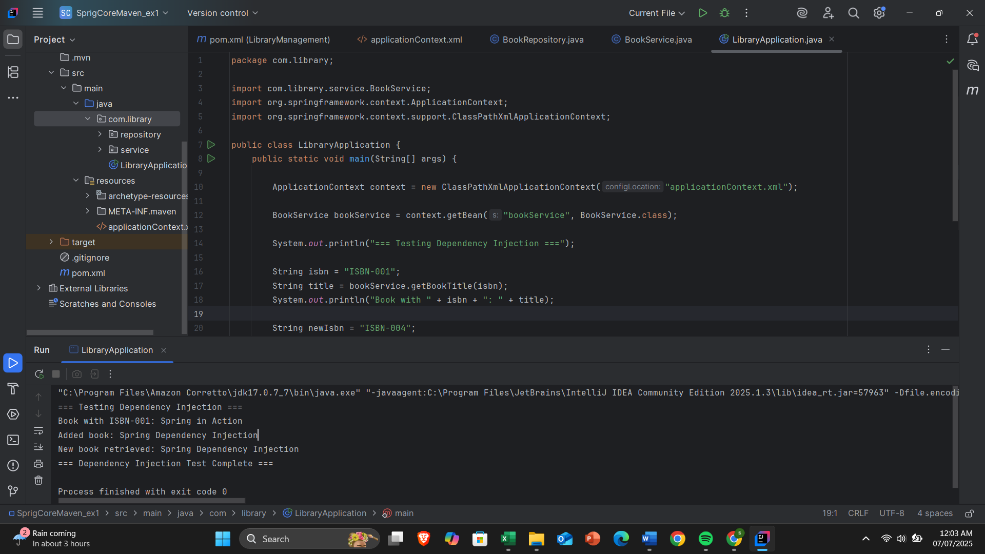 SC SprigCoreMaven_ex1 Version control Current File
Project
pom.xml (LibraryManagement) applicationContext.xml BookRepository.java BookService.java LibraryApplication.java
.mvn
src
main
java
com.library
repository
service
LibraryApplicatio
resources
archetype-resources
META-INF.maven
applicationContext.x
target
.gitignore
pom.xml
External Libraries
Scratches and Consoles
1 package com.library;
2
3 import com.library.service.BookService;
4 import org.springframework.context.ApplicationContext;
5 import org.springframework.context.support.ClassPathXmlApplicationContext;
6
7 public class LibraryApplication {
8 public static void main(String[] args) {
9
10 ApplicationContext context = new ClassPathXmlApplicationContext( configLocation: "applicationContext.xml");
11
12 BookService bookService = context.getBean( s: "bookService", BookService.class);
13
14 System.out.println("=== Testing Dependency Injection ===");
15
16 String isbn = "ISBN-001";
17 String title = bookService.getBookTitle(isbn);
18 System.out.println("Book with " + isbn + ": " + title);
19
20 String newIsbn = "ISBN-004";
Run LibraryApplication
"C:\Program Files\Amazon Corretto\jdk17.0.7_7\bin\java.exe" "-javaagent:C:\Program Files\JetBrains\IntelliJ IDEA Community Edition 2025.1.3\lib\idea_rt.jar=57963" -Dfile.encodi
=== Testing Dependency Injection ===
Book with ISBN-001: Spring in Action
Added book: Spring Dependency Injection
New book retrieved: Spring Dependency Injection
=== Dependency Injection Test Complete ===
Process finished with exit code 0
SprigCoreMaven_ex1 > src > main > java > com > library > LibraryApplication > main 19:1 CRLF UTF-8 4 spaces
Rain coming
In about 3 hours
Search
12:03 AM
07/07/2025